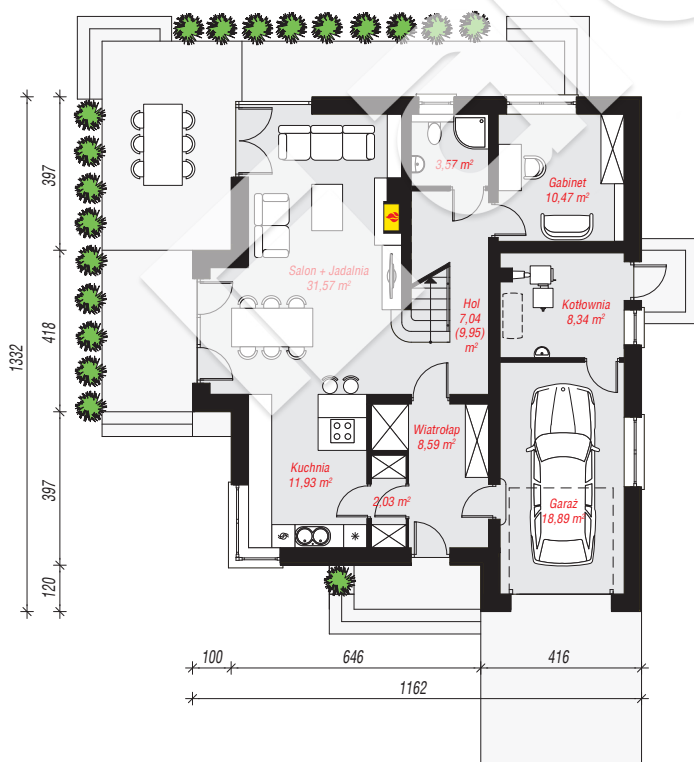 3,57 m²
Gabinet
10,47 m²
Salon + Jadalnia
31,57 m²
Hol
7,04
(9,95)
m²
Kotłownia
8,34 m²
Wiatrołap
8,59 m²
Kuchnia
11,93 m²
2,03 m²
Garaż
18,89 m²
397
418
1332
397
120
100
646
416
1162